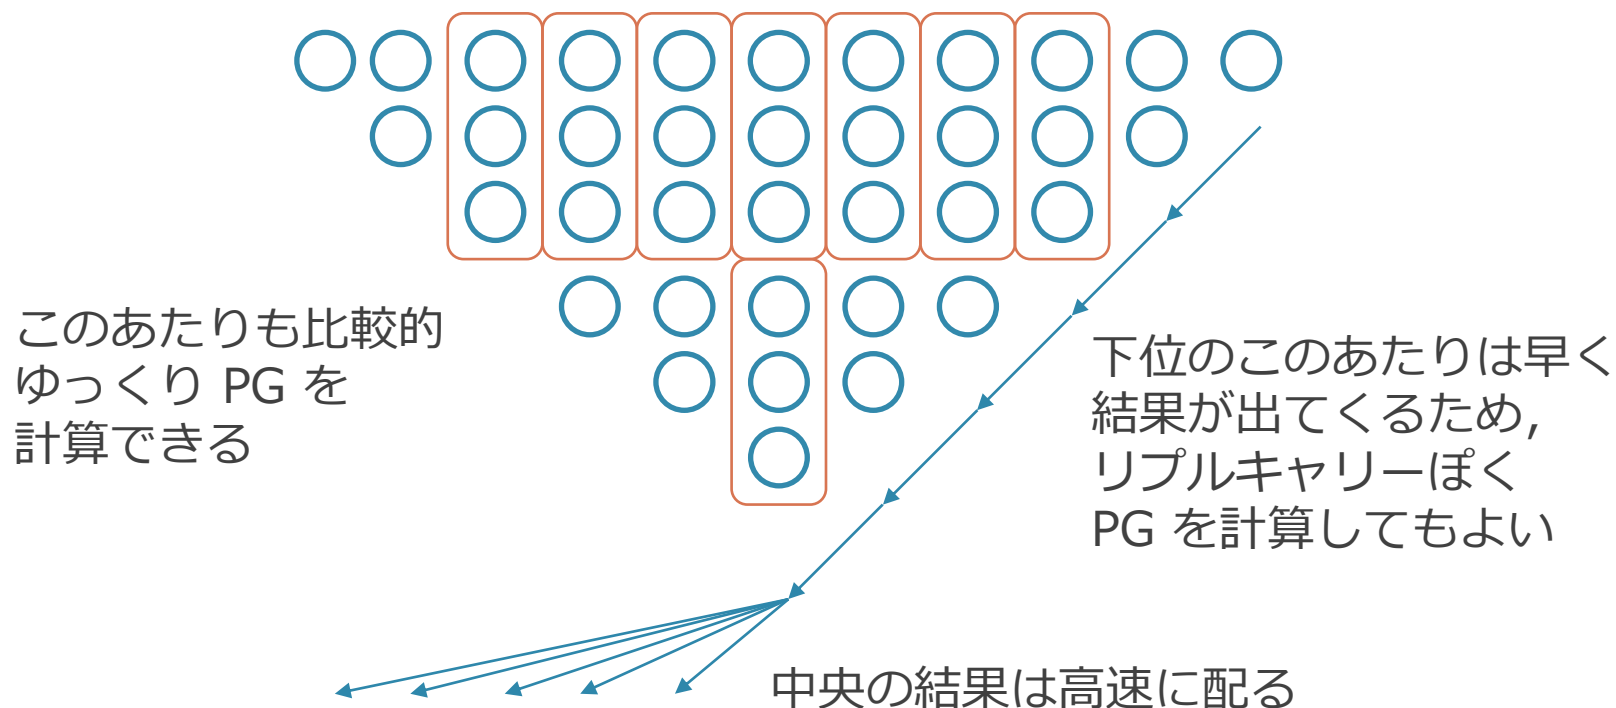 このあたりも比較的
ゆっくり PG を
計算できる
下位のこのあたりは早く
結果が出てくるため,
リプルキャリーぽく
PG を計算してもよい
中央の結果は高速に配る